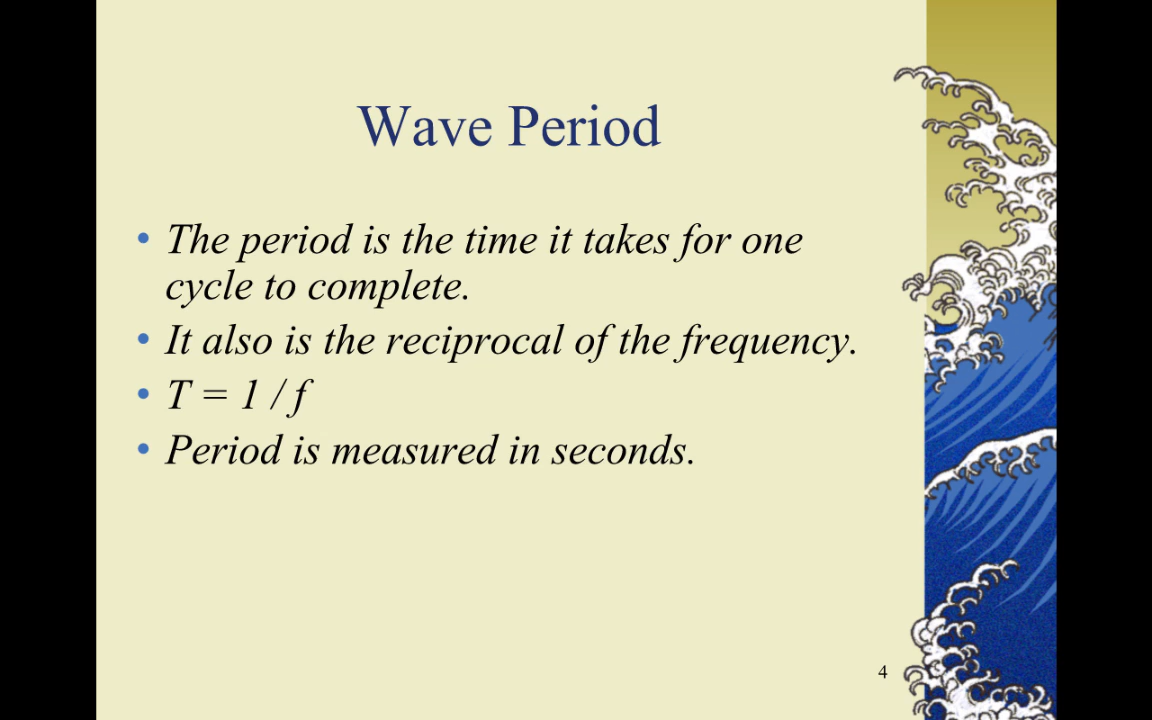 Wave Period
• The period is the time it takes for one
cycle to complete.
• It also is the reciprocal of the frequency.
• T = 1 / f
• Period is measured in seconds.
4